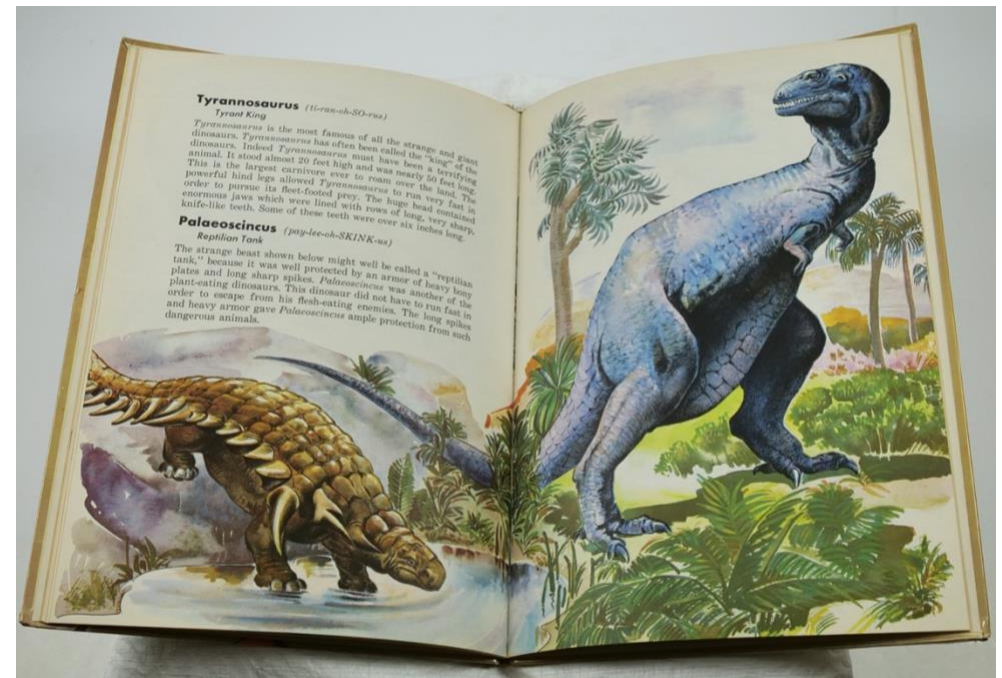 Tyrannosaurus (ti-ran-oh-SO-rus)
Tyrant King
Tyrannosaurus is the most famous of all the strange and giant
dinosaurs. Tyrannosaurus has often been called the "king" of the
dinosaurs. Indeed Tyrannosaurus must have been a terrifying
animal. It stood almost 20 feet high and was nearly 50 feet long.
This is the largest carnivore ever to roam over the land. The
powerful hind legs allowed Tyrannosaurus to run very fast in
order to pursue its fleet-footed prey. The huge head contained
enormous jaws which were lined with rows of long, very sharp,
knife-like teeth. Some of these teeth were over six inches long.
Palaeoscincus (pay-lee-oh-SKINK-us)
Reptilian Tank
The strange beast shown below might well be called a "reptilian
tank," because it was well protected by an armor of heavy bony
plates and long sharp spikes. Palaeoscincus was another of the
plant-eating dinosaurs. This dinosaur did not have to run fast in
order to escape from his flesh-eating enemies. The long spikes
and heavy armor gave Palaeoscincus ample protection from such
dangerous animals.